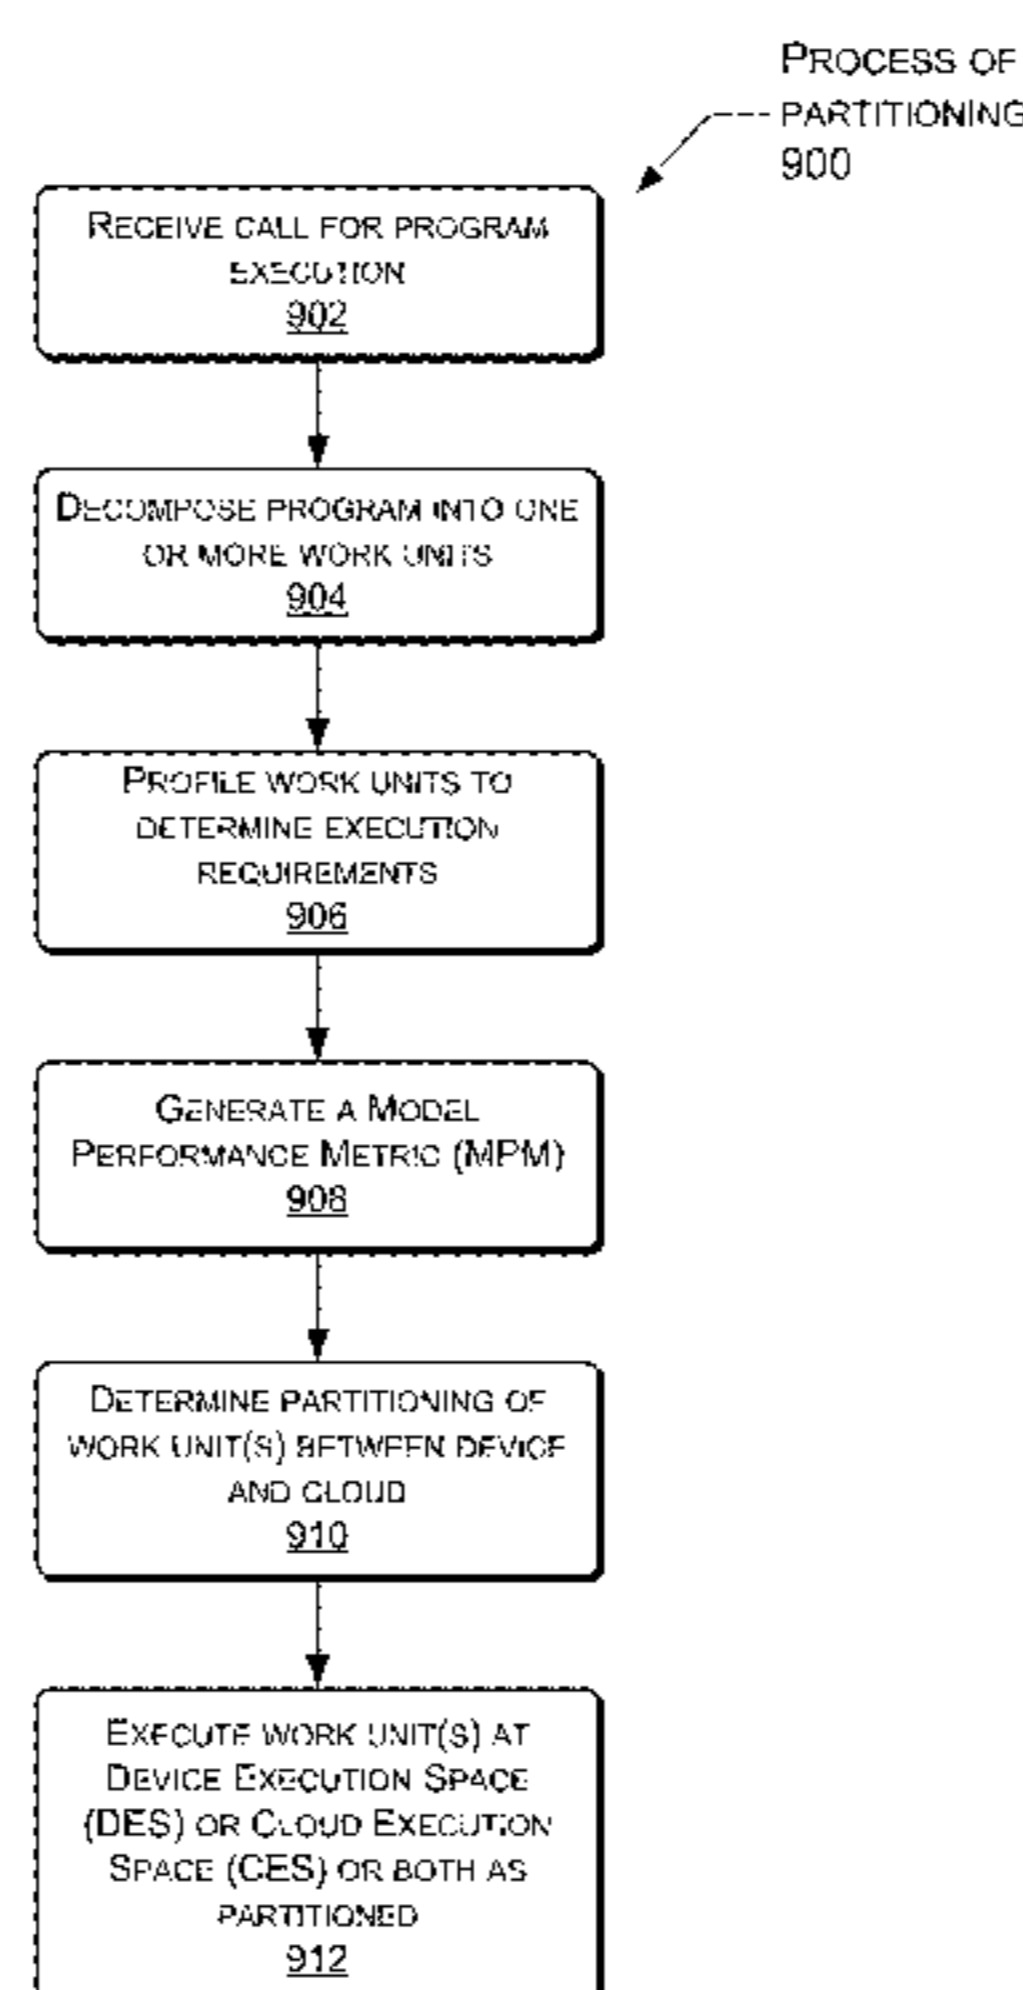 PROCESS OF
PARTITIONING
900
RECEIVE CALL FOR PROGRAM
EXECUTION
902
DECOMPOSE PROGRAM INTO ONE
OR MORE WORK UNITS
904
PROFILE WORK UNITS TO
DETERMINE EXECUTION
REQUIREMENTS
906
GENERATE A MODEL
PERFORMANCE METRIC (MPM)
908
DETERMINE PARTITIONING OF
WORK UNIT(S) BETWEEN DEVICE
AND CLOUD
910
EXECUTE WORK UNIT(S) AT
DEVICE EXECUTION SPACE
(DES) OR CLOUD EXECUTION
SPACE (CES) OR BOTH AS
PARTITIONED
912